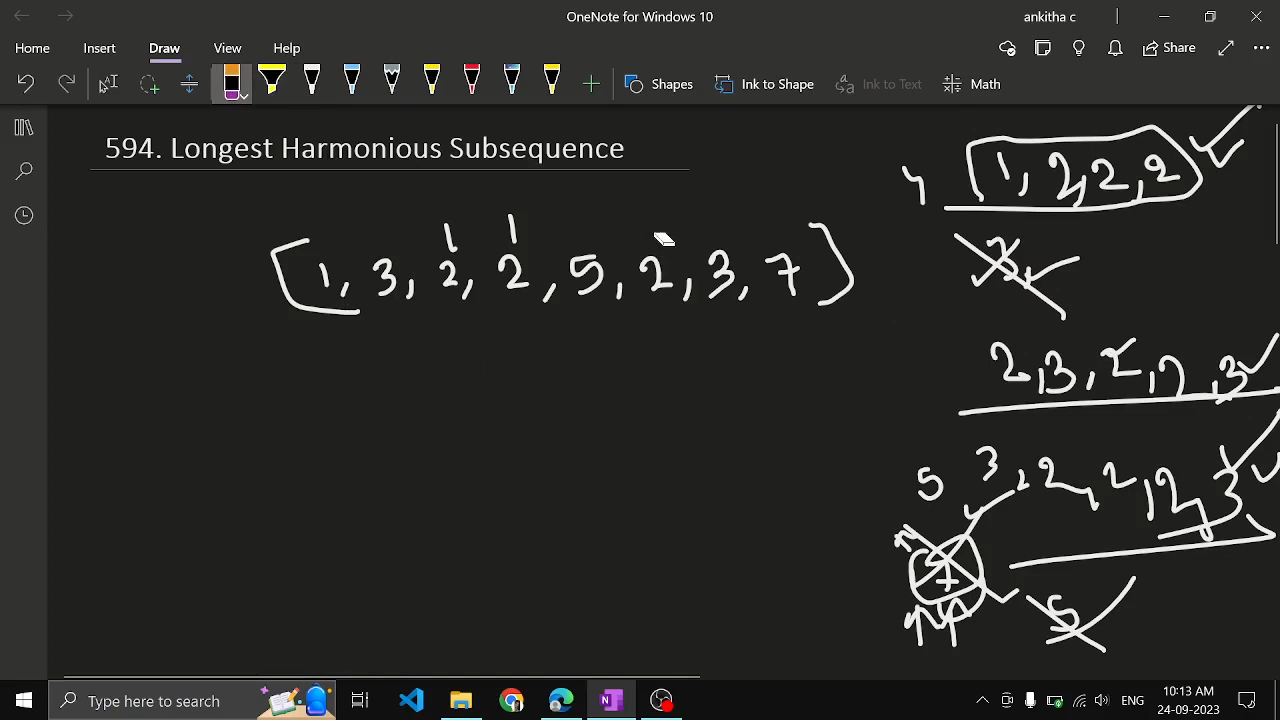 OneNote for Windows 10
ankitha c
Home Insert Draw View Help
Share
Shapes
Ink to Shape
Ink to Text
Math
594. Longest Harmonious Subsequence
1 1
[1, 3, 2, 2, 5, 2, 3, 7]
4 [1, 2, 2, 2]
2, 3, 2, 2, 3
5 3, 2, 2, 2, 3
+
5
Type here to search
ENG
10:13 AM
24-09-2023